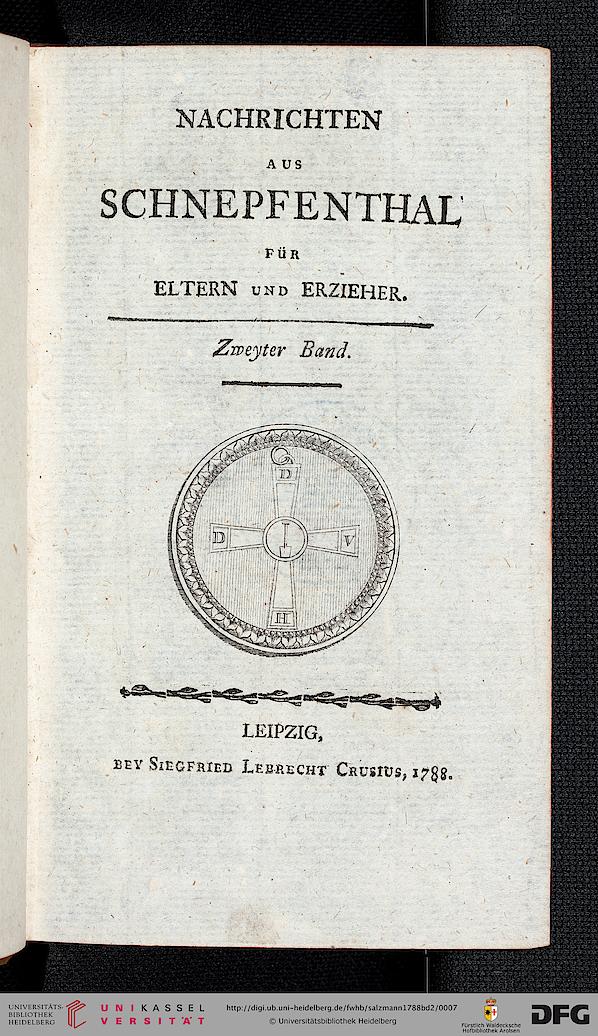 NACHRICHTEN
AUS
SCHNEPFENTHAL
FÜR
ELTERN UND ERZIEHER.
Zweyter Band.
D
D I V
H
LEIPZIG,
BEY SIEGFRIED LEBRECHT CRUSIUS, 1788.
UNIVERSITÄTS-
BIBLIOTHEK
HEIDELBERG
UNIKASSEL
VERSITÄT
http://digi.ub.uni-heidelberg.de/fwhb/salzmann1788bd2/0007
© Universitätsbibliothek Heidelberg
Fürstlich Waldecksche
Hofbibliothek Arolsen
DFG